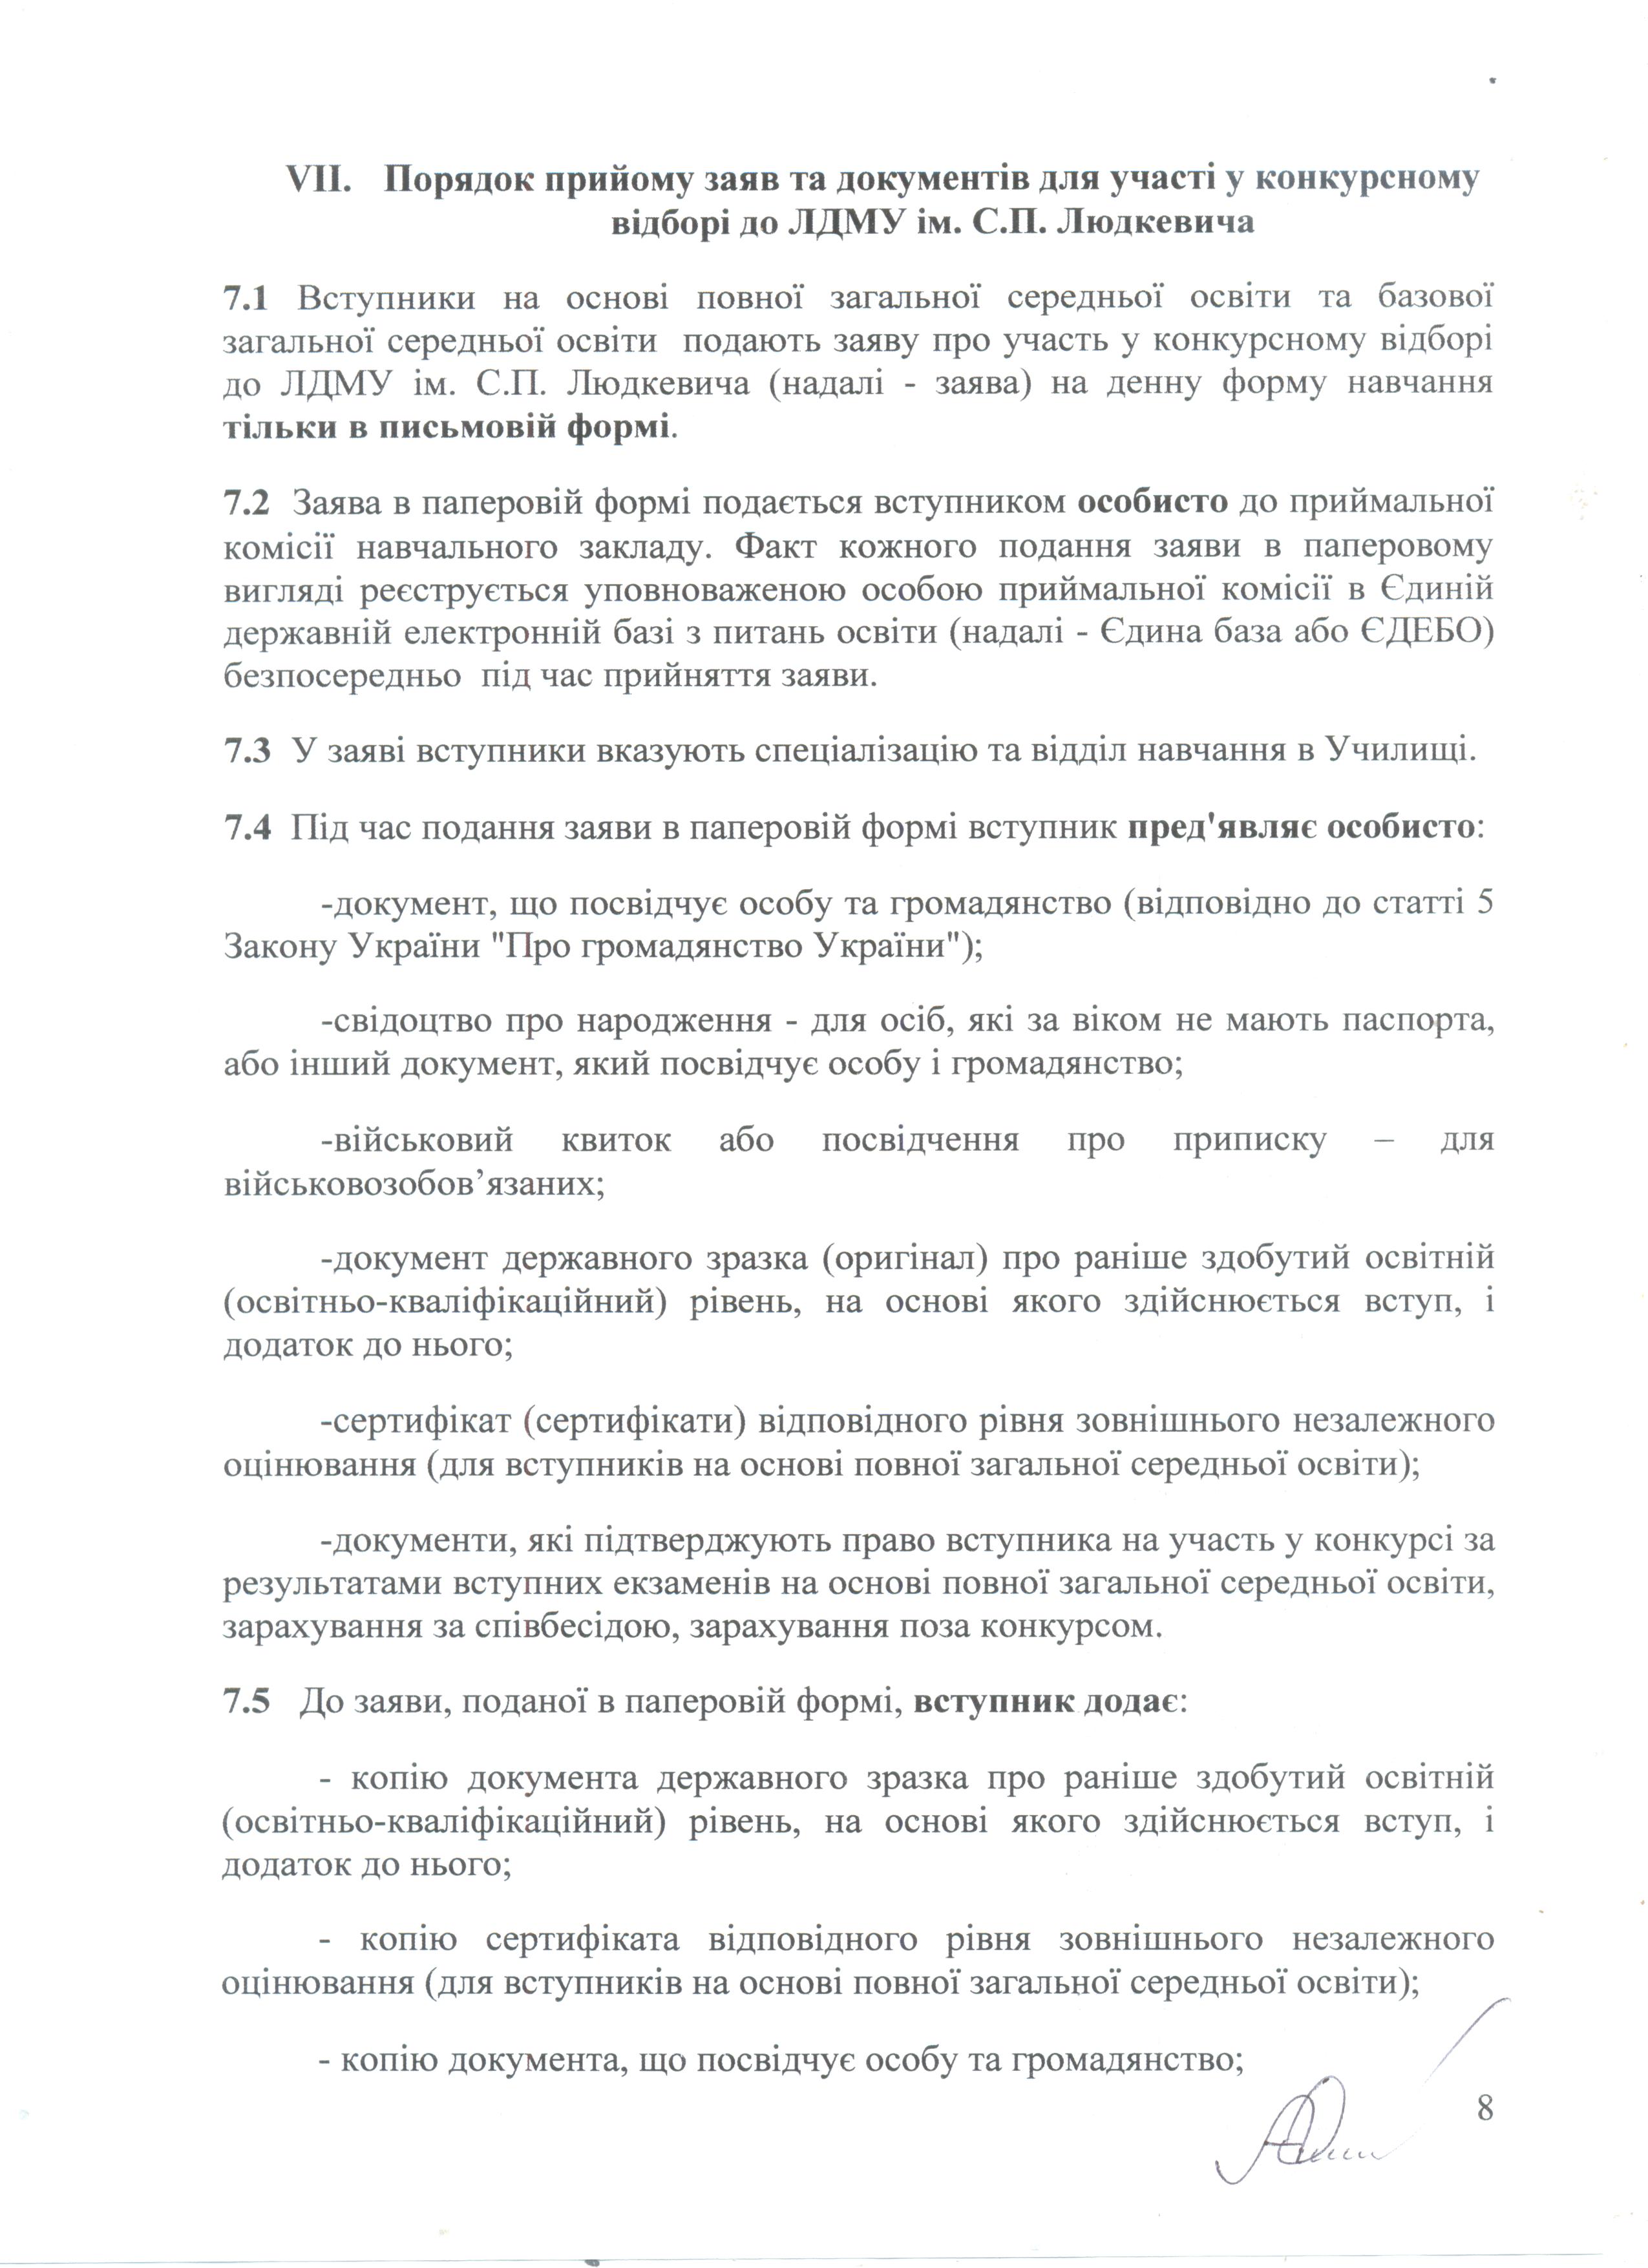 VII. Порядок прийому заяв та документів для участі у конкурсному
відборі до ЛДМУ ім. С.П. Людкевича
7.1 Вступники на основі повної загальної середньої освіти та базової
загальної середньої освіти подають заяву про участь у конкурсному відборі
до ЛДМУ ім. С.П. Людкевича (надалі - заява) на денну форму навчання
тільки в письмовій формі.
7.2 Заява в паперовій формі подається вступником особисто до приймальної
комісії навчального закладу. Факт кожного подання заяви в паперовому
вигляді реєструється уповноваженою особою приймальної комісії в Єдиній
державній електронній базі з питань освіти (надалі - Єдина база або ЄДЕБО)
безпосередньо під час прийняття заяви.
7.3 У заяві вступники вказують спеціалізацію та відділ навчання в Училищі.
7.4 Під час подання заяви в паперовій формі вступник пред'являє особисто:
-документ, що посвідчує особу та громадянство (відповідно до статті 5
Закону України "Про громадянство України");
-свідоцтво про народження - для осіб, які за віком не мають паспорта,
або інший документ, який посвідчує особу і громадянство;
-військовий квиток або посвідчення про приписку – для
військовозобов’язаних;
-документ державного зразка (оригінал) про раніше здобутий освітній
(освітньо-кваліфікаційний) рівень, на основі якого здійснюється вступ, і
додаток до нього;
-сертифікат (сертифікати) відповідного рівня зовнішнього незалежного
оцінювання (для вступників на основі повної загальної середньої освіти);
-документи, які підтверджують право вступника на участь у конкурсі за
результатами вступних екзаменів на основі повної загальної середньої освіти,
зарахування за співбесідою, зарахування поза конкурсом.
7.5 До заяви, поданої в паперовій формі, вступник додає:
- копію документа державного зразка про раніше здобутий освітній
(освітньо-кваліфікаційний) рівень, на основі якого здійснюється вступ, і
додаток до нього;
- копію сертифіката відповідного рівня зовнішнього незалежного
оцінювання (для вступників на основі повної загальної середньої освіти);
- копію документа, що посвідчує особу та громадянство;
8